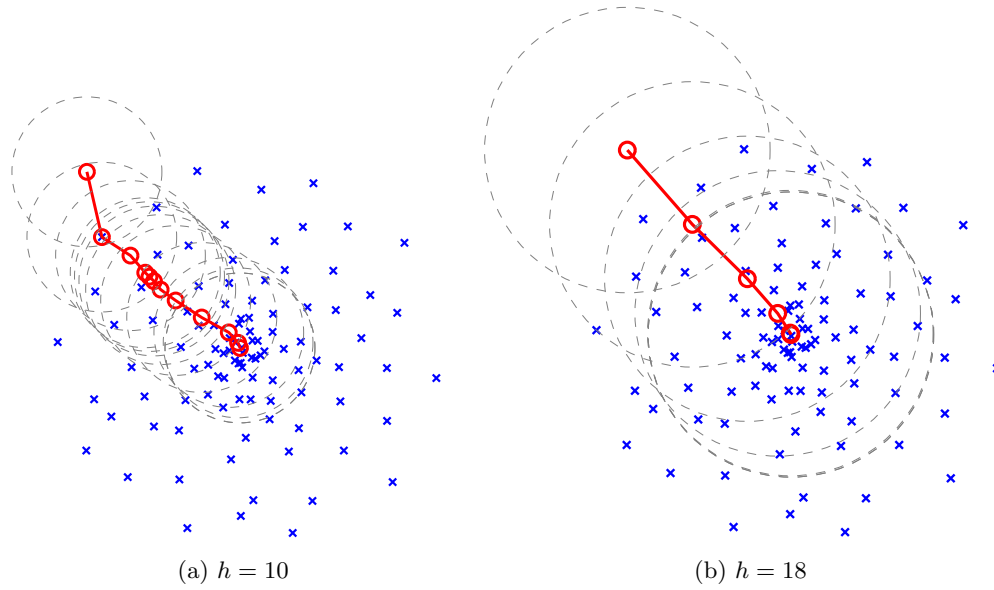 (a) h = 10
(b) h = 18